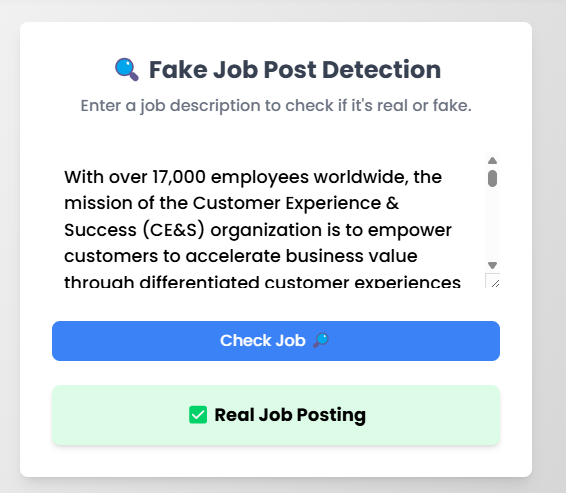 🔍 Fake Job Post Detection
Enter a job description to check if it's real or fake.
With over 17,000 employees worldwide, the
mission of the Customer Experience &
Success (CE&S) organization is to empower
customers to accelerate business value
through differentiated customer experiences
Check Job 🔎
✅ Real Job Posting